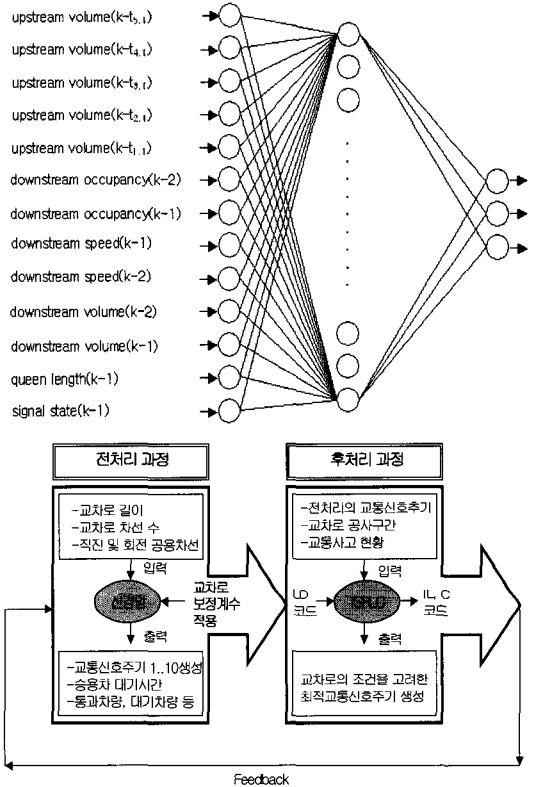 upstream volume(k-t₅.₁)
upstream volume(k-t₄.₁)
upstream volume(k-t₃.₁)
upstream volume(k-t₂.₁)
upstream volume(k-t₁.₁)
downstream occupancy(k-2)
downstream occupancy(k-1)
downstream speed(k-1)
downstream speed(k-2)
downstream volume(k-2)
downstream volume(k-1)
queen length(k-1)
signal state(k-1)
전처리 과정
-교차로 길이
-교차로 차선 수
-직진 및 회전 공용차선
입력
신경망
교차로
보정계수
적용
출력
-교통신호주기 1..10생성
-승용차 대기시간
-통과차량, 대기차량 등
후처리 과정
-전처리의 교통신호주기
-교차로 공사구간
-교통사고 현황
입력
LD
코드
IL, C
코드
출력
교차로의 조건을 고려한
최적교통신호주기 생성
Feedback